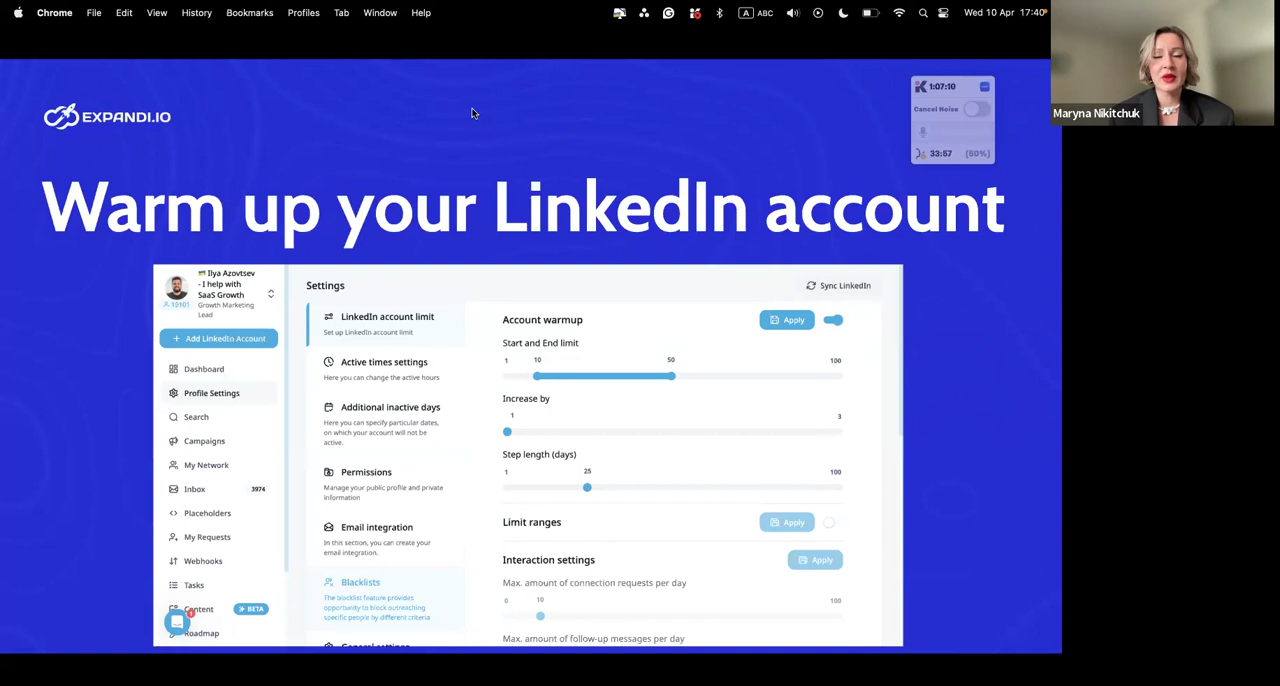 Chrome File Edit View History Bookmarks Profiles Tab Window Help
A ABC Wed 10 Apr 17:40
Maryna Nikitchuk
EXPANDI.IO
1:07:10
Cancel Noise
33:57 (50%)
Warm up your LinkedIn account
Ilya Azovtsev
- I help with
SaaS Growth
Growth Marketing
Lead
10101
+ Add LinkedIn Account
Dashboard
Profile Settings
Search
Campaigns
My Network
Inbox 3974
Placeholders
My Requests
Webhooks
Tasks
Content BETA
1
Roadmap
Settings
Sync LinkedIn
LinkedIn account limit
Set up LinkedIn account limit
Active times settings
Here you can change the active hours
Additional inactive days
Here you can specify particular dates,
on which your account will not be
active.
Permissions
Manage your public profile and private
information
Email integration
In this section, you can create your
email integration.
Blacklists
The blocklist feature provides
opportunity to block outreaching
specific people by different criteria
General settings
Account warmup
Apply
Start and End limit
1 10 50 100
Increase by
1 3
Step length (days)
1 25 100
Limit ranges
Apply
Interaction settings
Apply
Max. amount of connection requests per day
0 10 100
Max. amount of follow-up messages per day